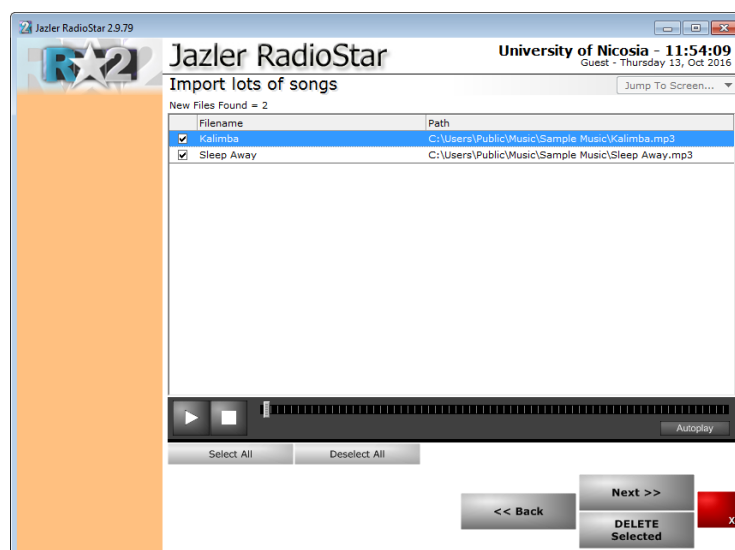 Jazler RadioStar 2.9.79
R 2
Jazler RadioStar
University of Nicosia - 11:54:09
Guest - Thursday 13, Oct 2016
Import lots of songs
Jump To Screen...
New Files Found = 2
Filename Path
Kalimba C:\Users\Public\Music\Sample Music\Kalimba.mp3
Sleep Away C:\Users\Public\Music\Sample Music\Sleep Away.mp3
Autoplay
Select All Deselect All
Next >>
<< Back
X
DELETE
Selected